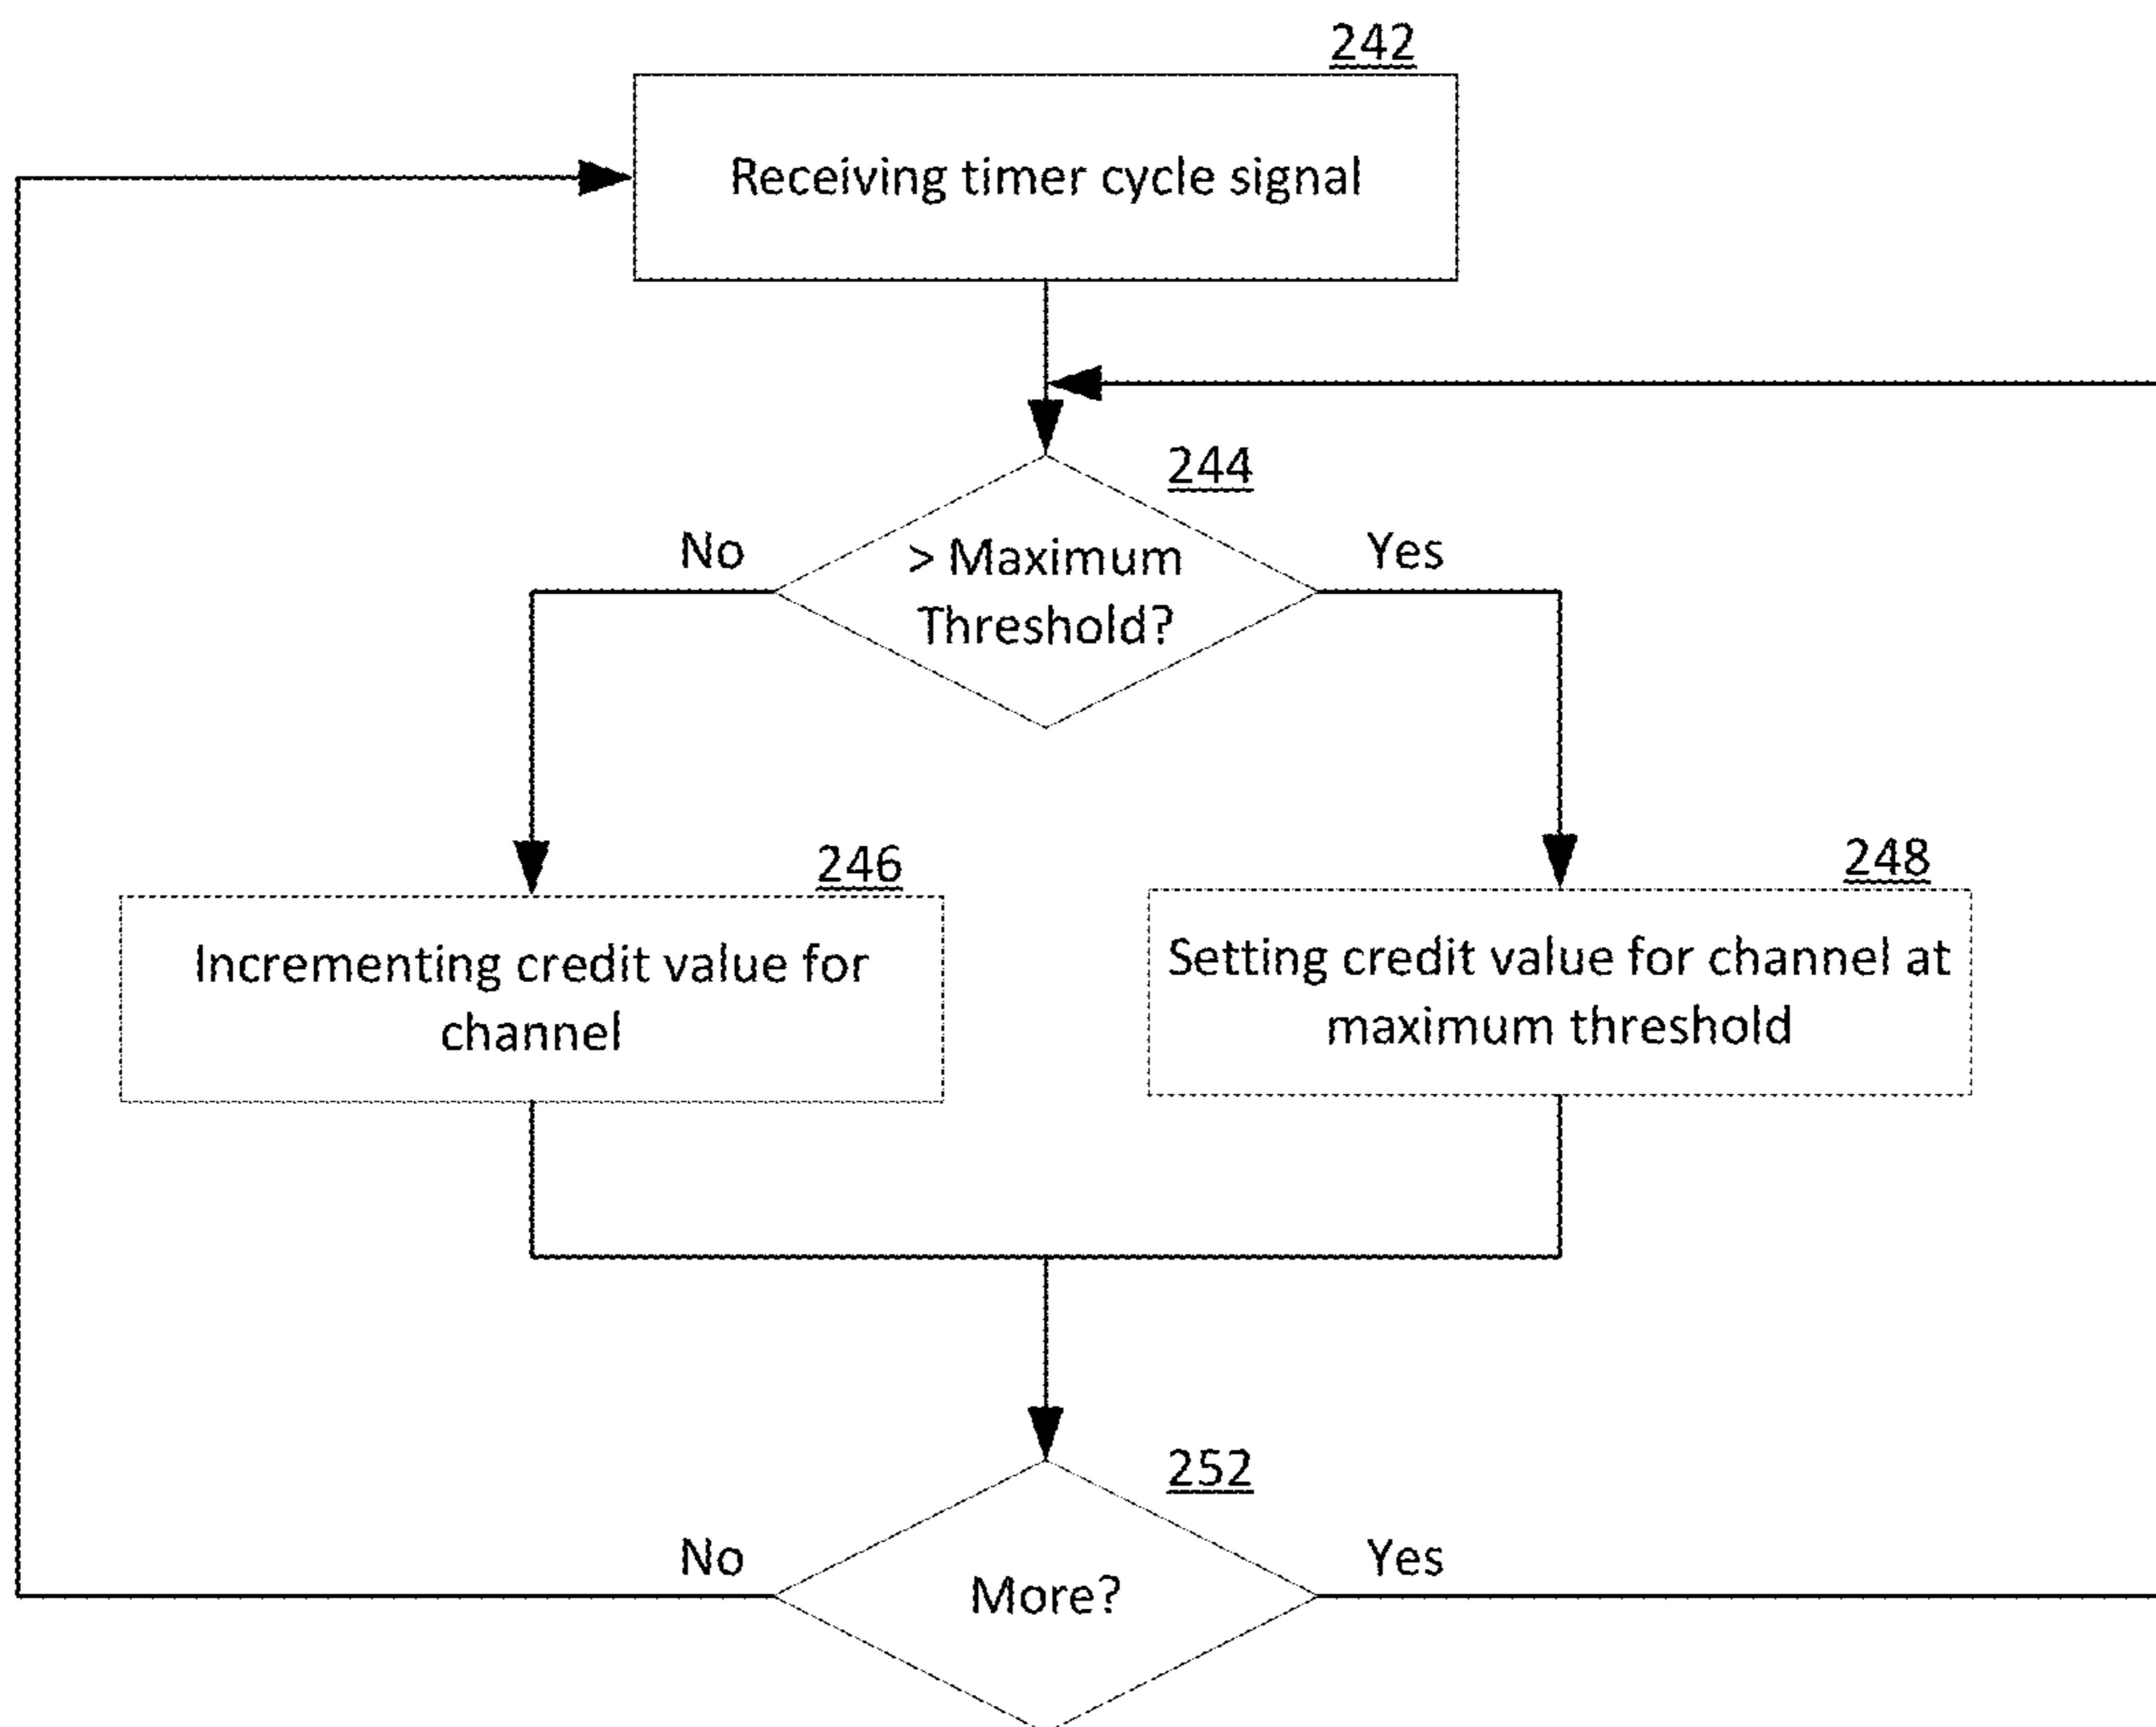 242
Receiving timer cycle signal
244
No
> Maximum
Threshold?
Yes
246
Incrementing credit value for
channel
248
Setting credit value for channel at
maximum threshold
252
No
More?
Yes